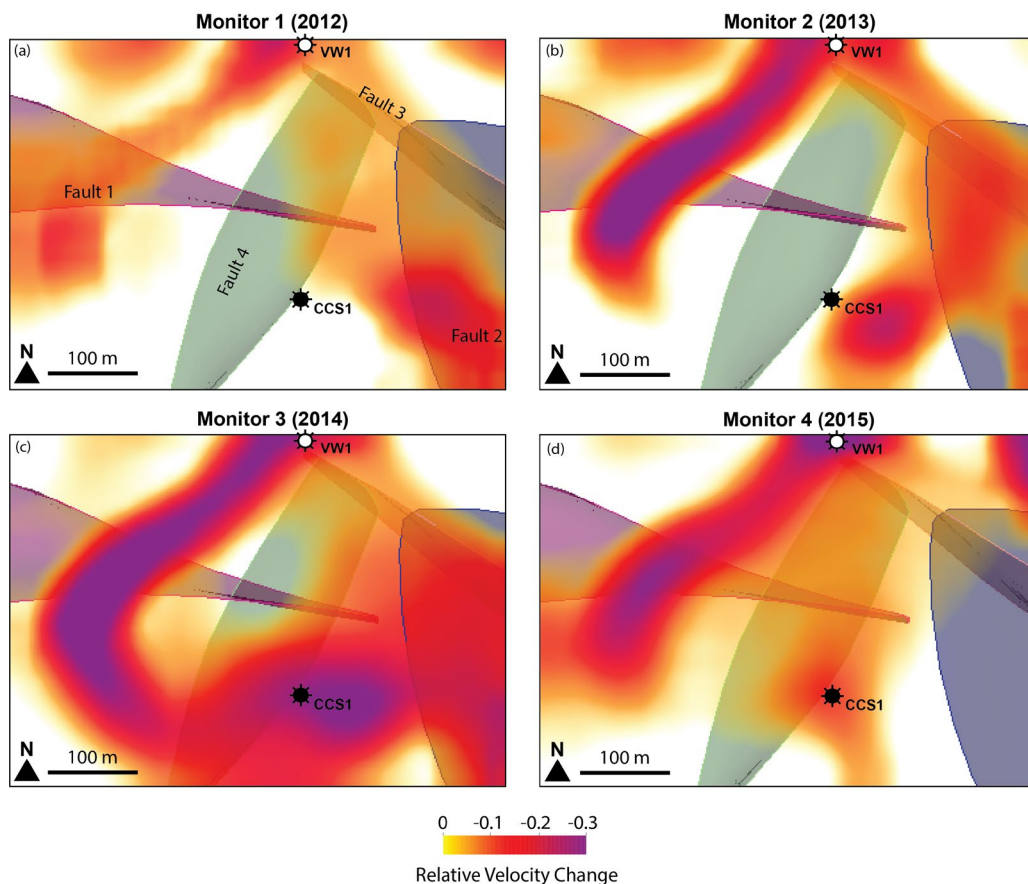 Monitor 1 (2012)
(a)
VW1
Fault 3
Fault 1
Fault 4
CCS1
Fault 2
N
100 m
Monitor 2 (2013)
(b)
VW1
CCS1
N
100 m
Monitor 3 (2014)
(c)
VW1
CCS1
N
100 m
Monitor 4 (2015)
(d)
VW1
CCS1
N
100 m
0 -0.1 -0.2 -0.3
Relative Velocity Change